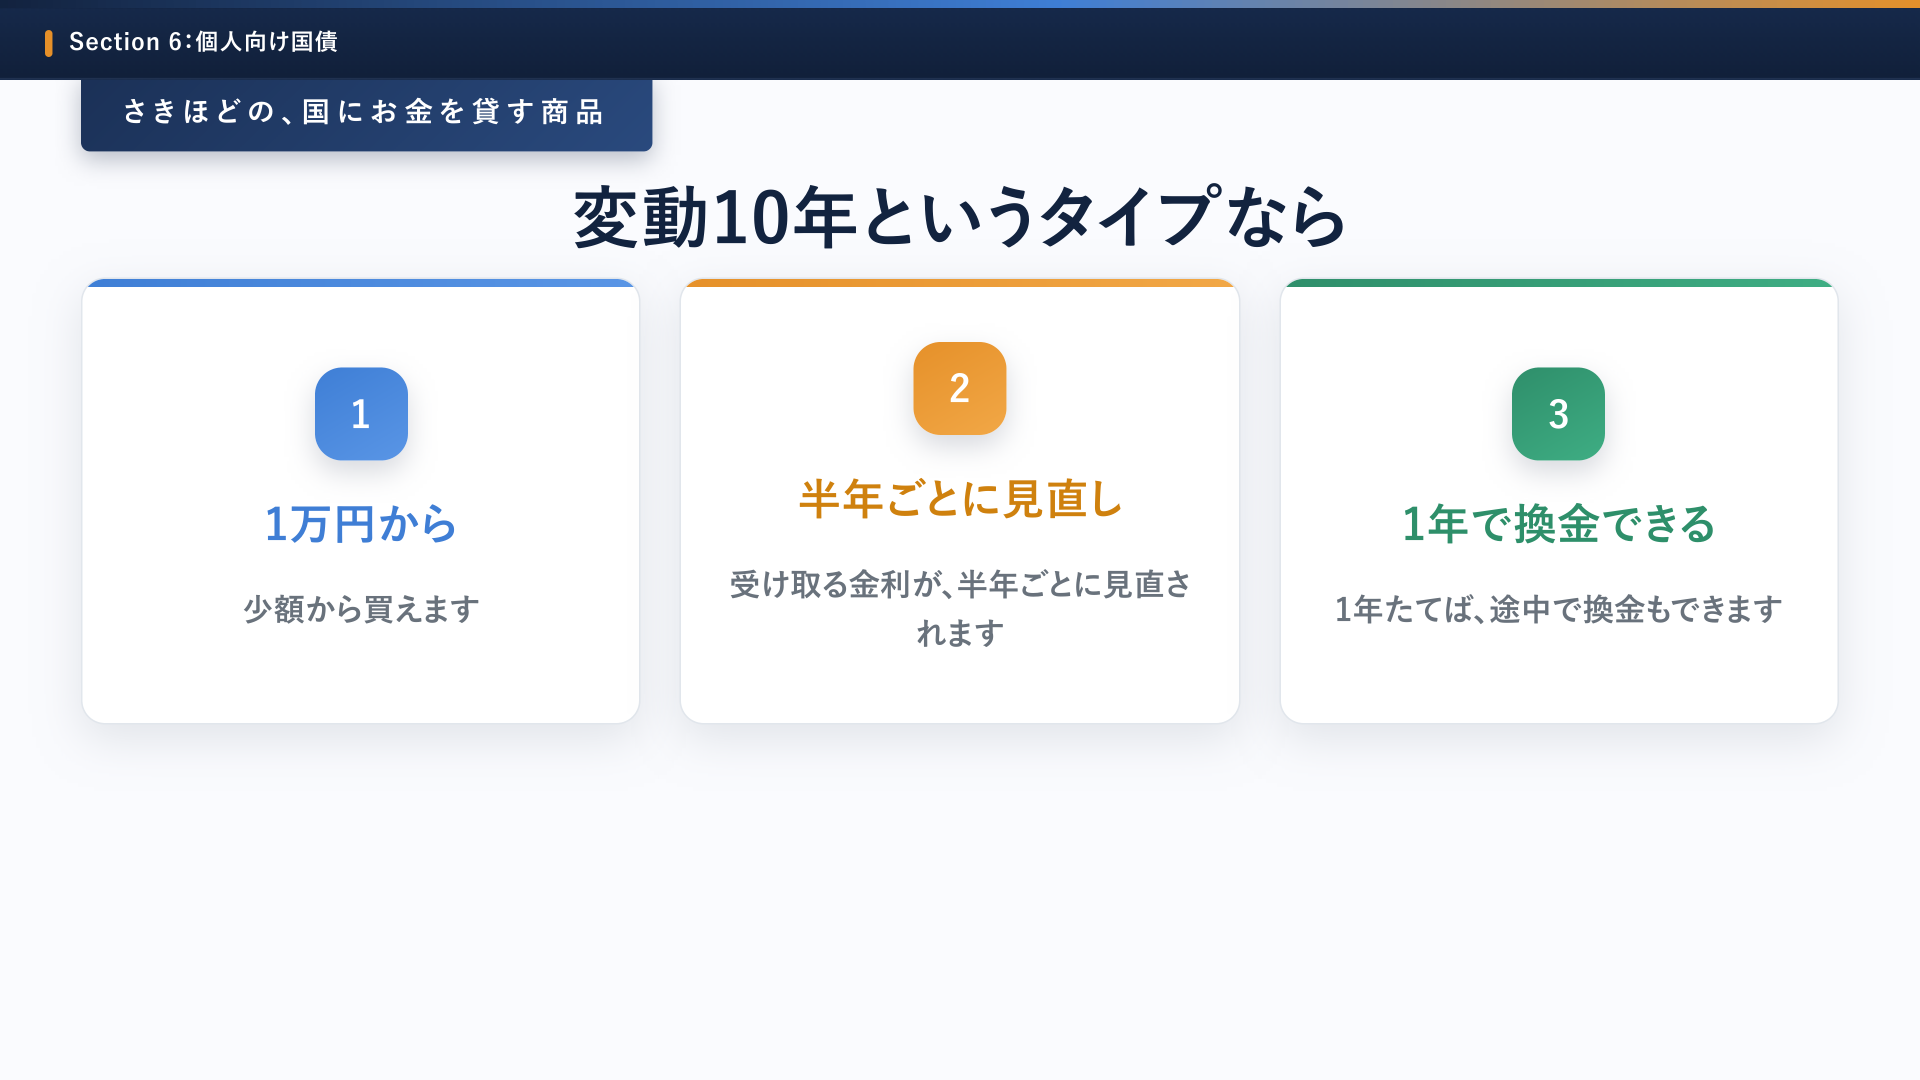 Section 6：個人向け国債
さきほどの、国にお金を貸す商品
変動10年というタイプなら
1
1万円から
少額から買えます
2
半年ごとに見直し
受け取る金利が、半年ごとに見直さ
れます
3
1年で換金できる
1年たてば、途中で換金もできます